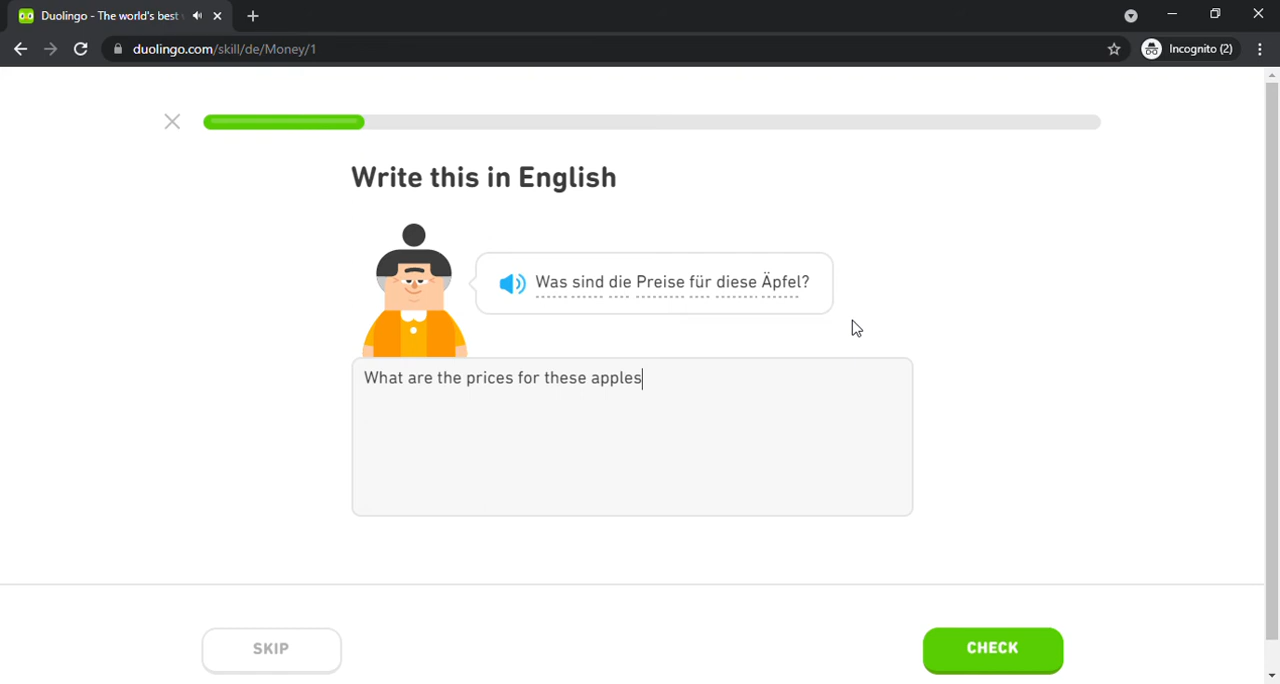 Duolingo - The world's best
duolingo.com/skill/de/Money/1
Incognito (2)
Write this in English
Was sind die Preise für diese Äpfel?
What are the prices for these apples
SKIP
CHECK